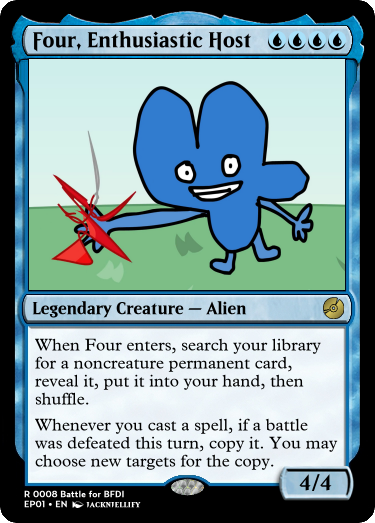 Four, Enthusiastic Host
Legendary Creature — Alien
When Four enters, search your library
for a noncreature permanent card,
reveal it, put it into your hand, then
shuffle.
Whenever you cast a spell, if a battle
was defeated this turn, copy it. You may
choose new targets for the copy.
4/4
R 0008 Battle for BFDI
EP01 • EN JACKNJELLIFY